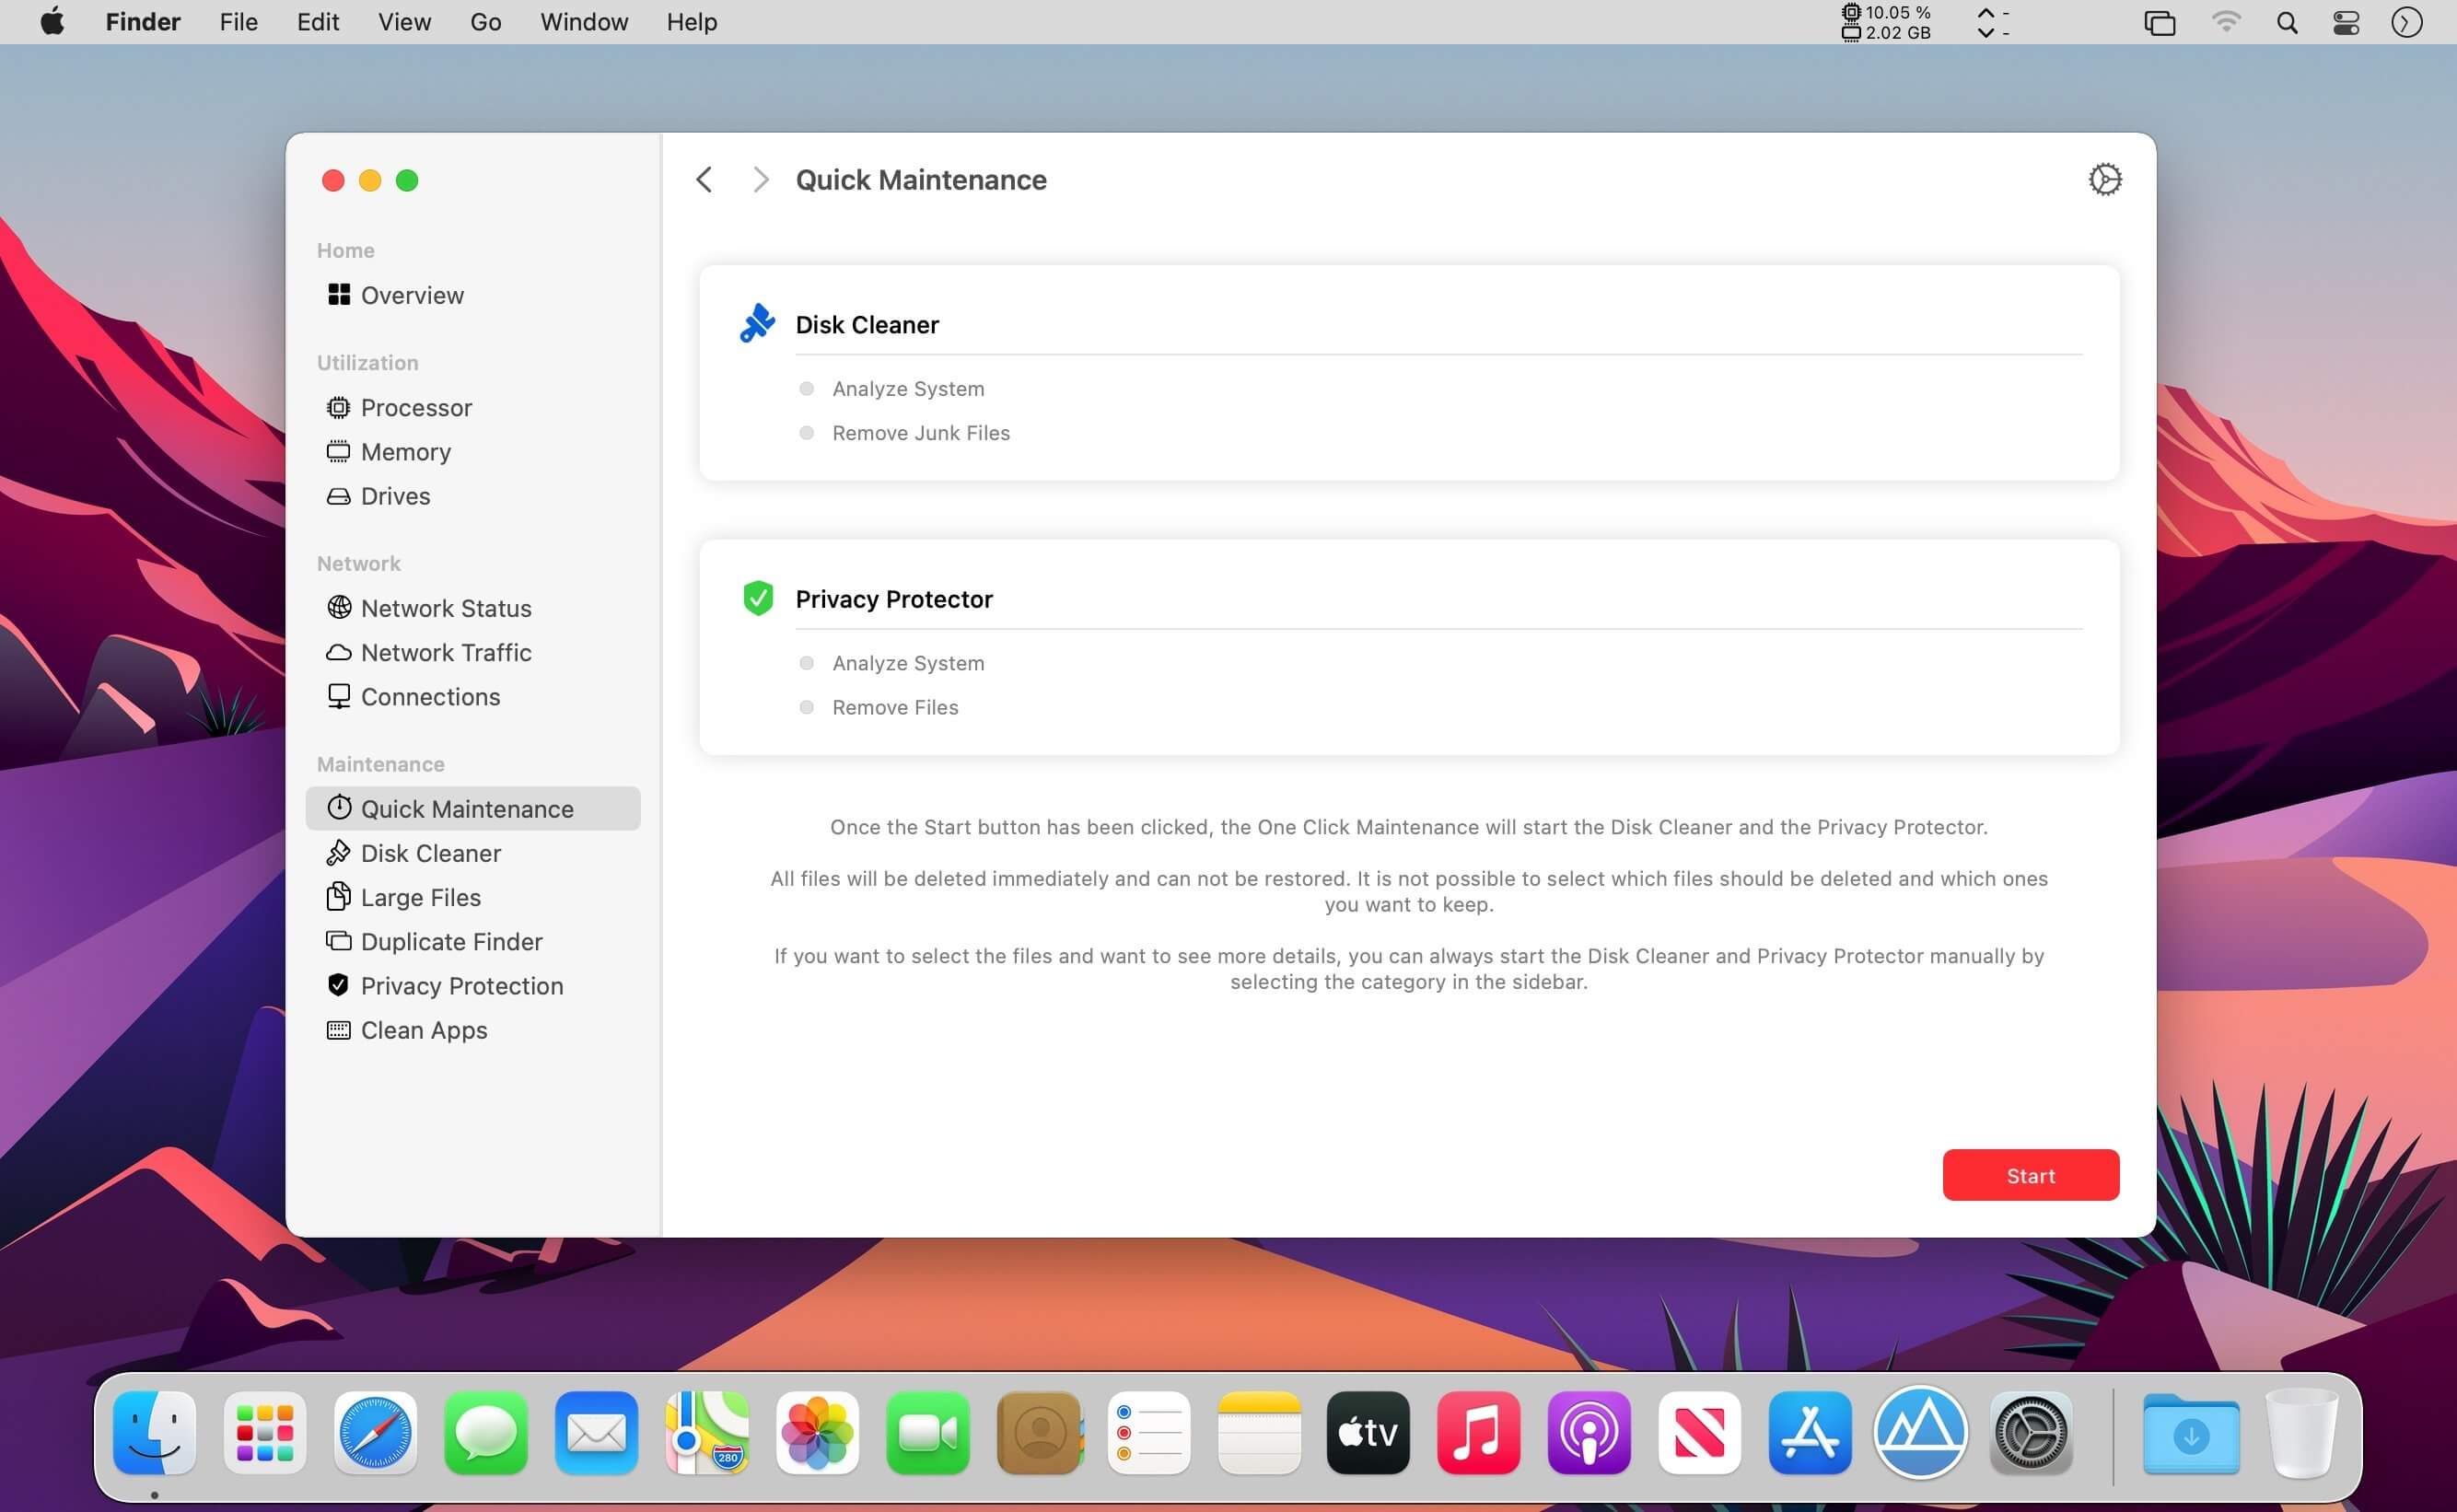 Finder File Edit View Go Window Help
10.05 %
2.02 GB
Quick Maintenance
Home
Overview
Utilization
Processor
Memory
Drives
Network
Network Status
Network Traffic
Connections
Maintenance
Quick Maintenance
Disk Cleaner
Large Files
Duplicate Finder
Privacy Protection
Clean Apps
Disk Cleaner
Analyze System
Remove Junk Files
Privacy Protector
Analyze System
Remove Files
Once the Start button has been clicked, the One Click Maintenance will start the Disk Cleaner and the Privacy Protector.
All files will be deleted immediately and can not be restored. It is not possible to select which files should be deleted and which ones
you want to keep.
If you want to select the files and want to see more details, you can always start the Disk Cleaner and Privacy Protector manually by
selecting the category in the sidebar.
Start
280
tv